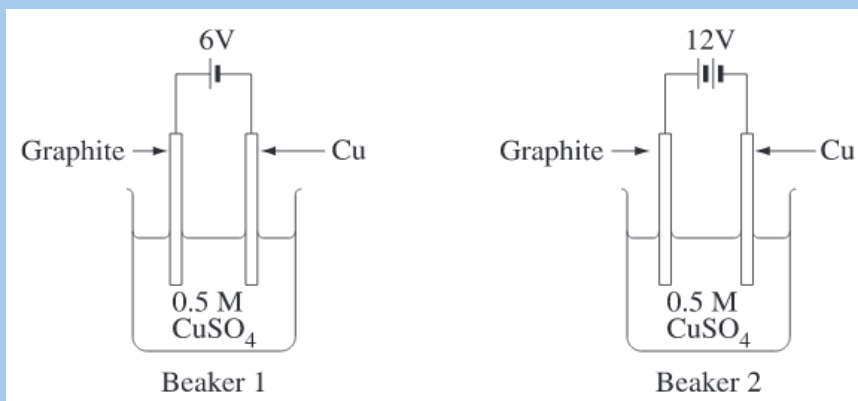 6V
Graphite
Cu
0.5 M
CuSO4
Beaker 1
12V
Graphite
Cu
0.5 M
CuSO4
Beaker 2